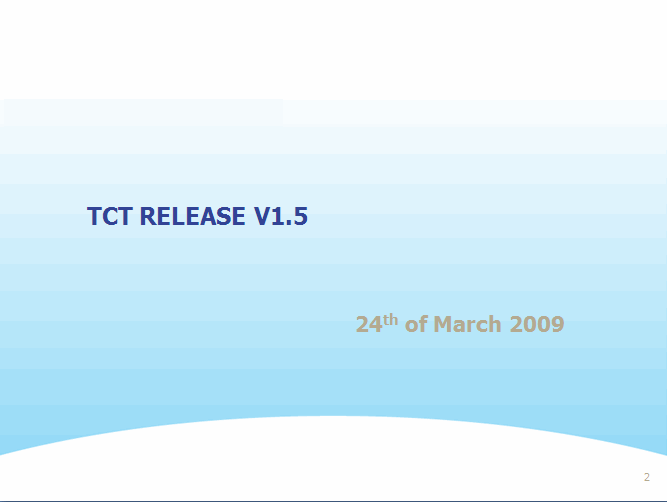 TCT RELEASE V1.5
24th of March 2009
2